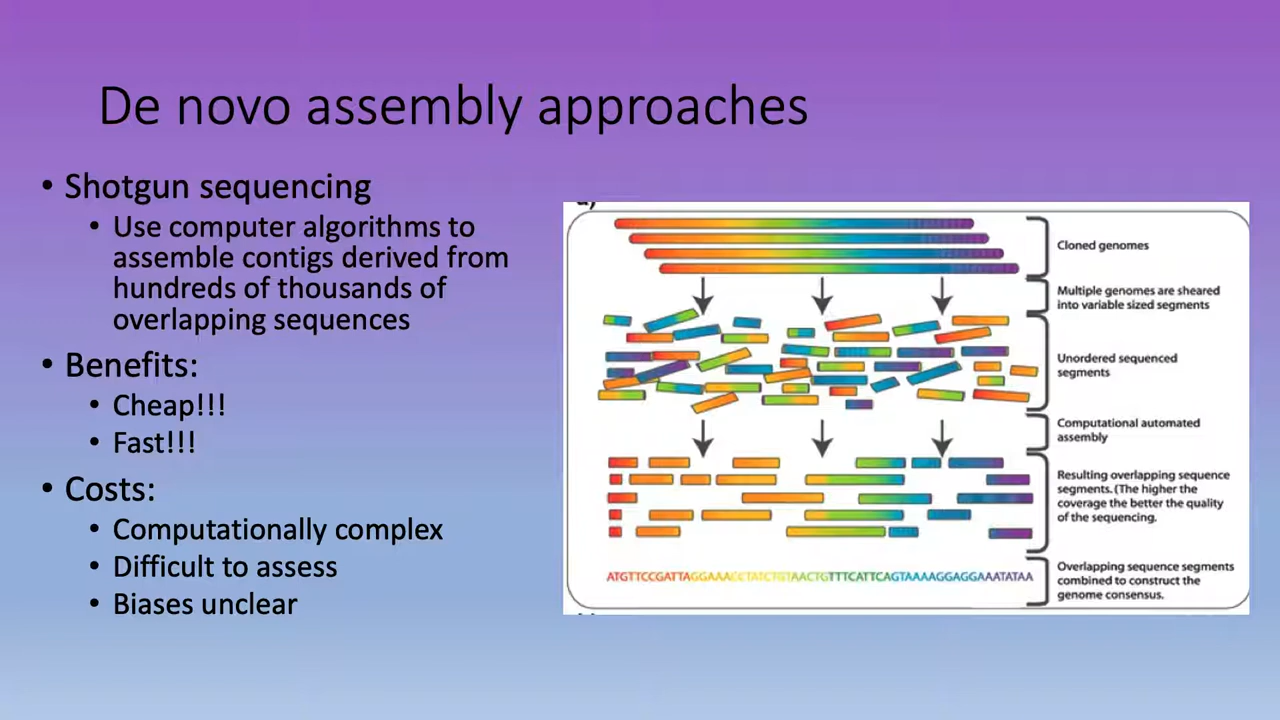 De novo assembly approaches
• Shotgun sequencing
• Use computer algorithms to
assemble contigs derived from
hundreds of thousands of
overlapping sequences
• Benefits:
• Cheap!!!
• Fast!!!
• Costs:
• Computationally complex
• Difficult to assess
• Biases unclear
Cloned genomes
Multiple genomes are sheared
into variable sized segments
Unordered sequenced
segments
Computational automated
assembly
Resulting overlapping sequence
segments. (The higher the
coverage the better the quality
of the sequencing.
ATGTTCCGATTAGGAAACCTATCTGTAACTGTTTCATTCAGTAAAAGGAGGAAATATAA
Overlapping sequence segments
combined to construct the
genome consensus.